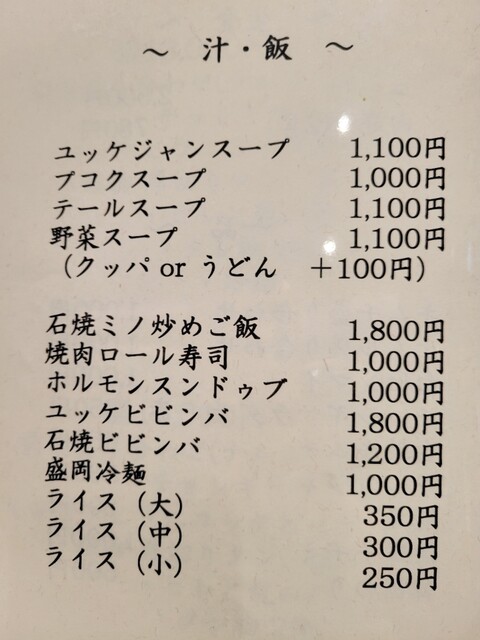 ～ 汁・飯 ～
ユッケジャンスープ 1,100円
プコクスープ 1,000円
テールスープ 1,100円
野菜スープ 1,100円
（クッパ or うどん ＋100円）
石焼ミノ炒めご飯 1,800円
焼肉ロール寿司 1,000円
ホルモンスンドゥブ 1,000円
ユッケビビンバ 1,800円
石焼ビビンバ 1,200円
盛岡冷麺 1,000円
ライス（大） 350円
ライス（中） 300円
ライス（小） 250円